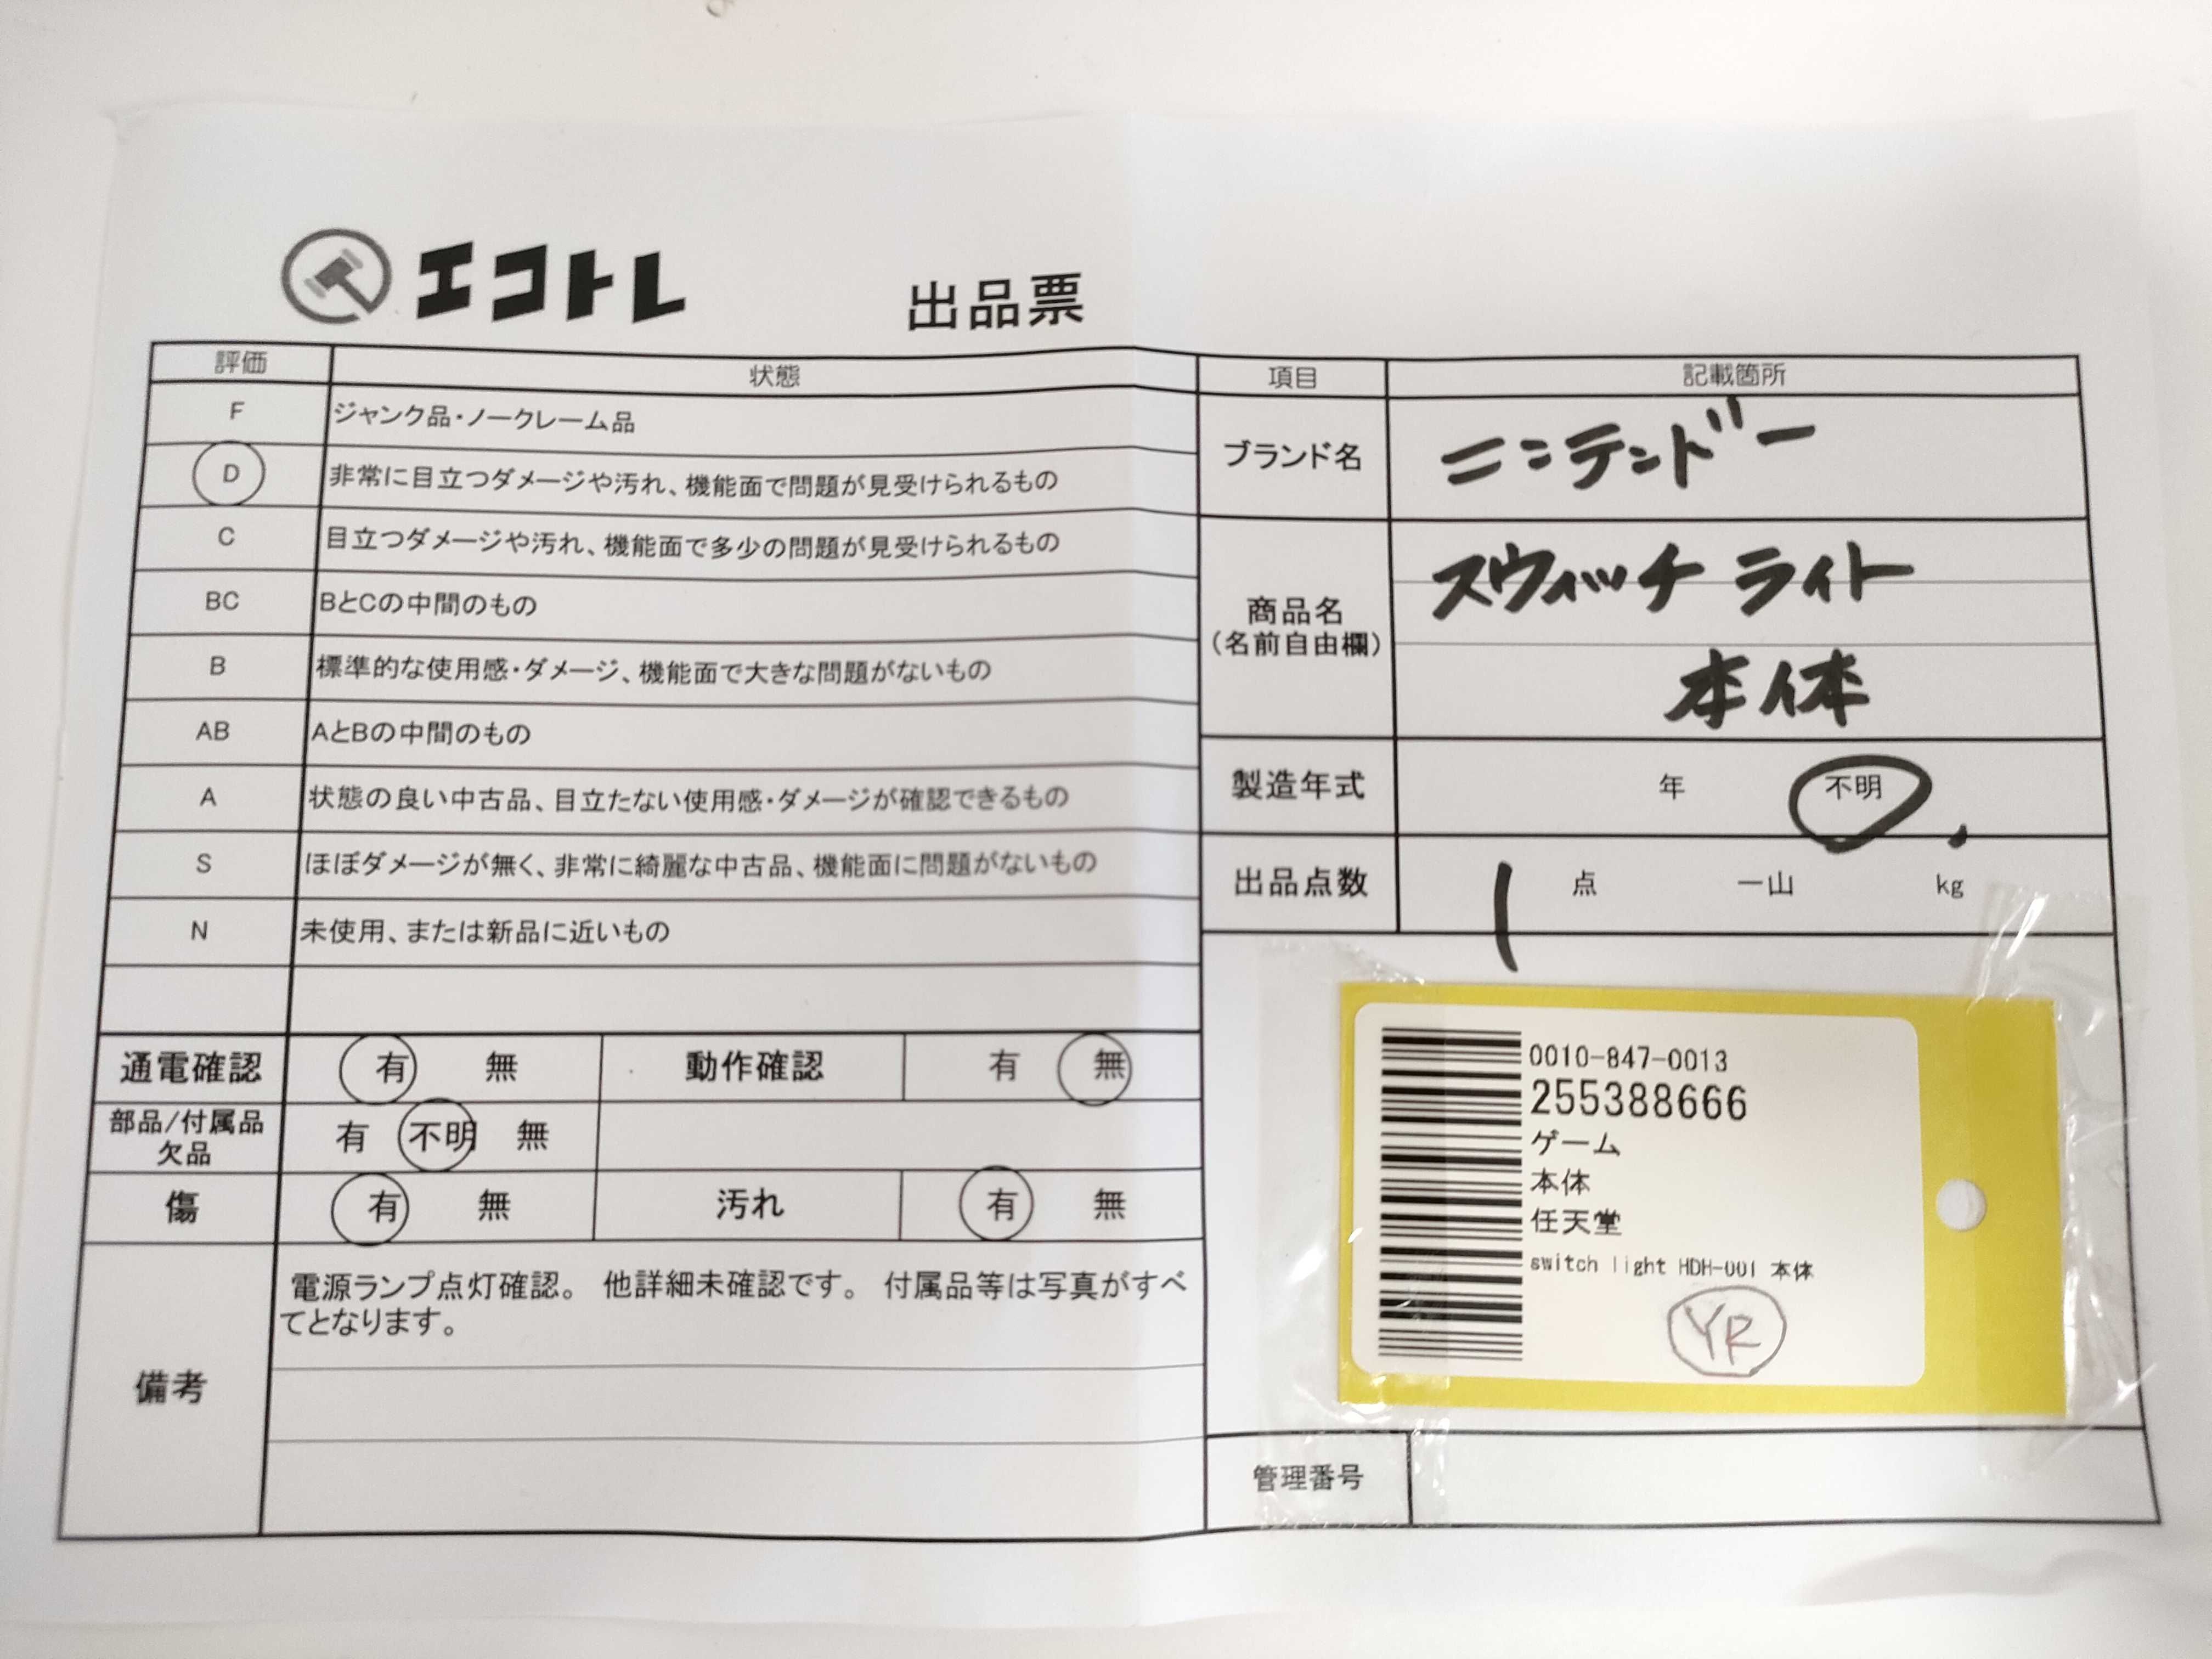 エコトレ
出品票
評価 状態
F ジャンク品・ノークレーム品
D 非常に目立つダメージや汚れ、機能面で問題が見受けられるもの
C 目立つダメージや汚れ、機能面で多少の問題が見受けられるもの
BC BとCの中間のもの
B 標準的な使用感・ダメージ、機能面で大きな問題がないもの
AB AとBの中間のもの
A 状態の良い中古品、目立たない使用感・ダメージが確認できるもの
S ほぼダメージが無く、非常に綺麗な中古品、機能面に問題がないもの
N 未使用、または新品に近いもの
通電確認 有 無 動作確認 有 無
部品/付属品
欠品
有 不明 無
傷 有 無 汚れ 有 無
備考
電源ランプ点灯確認。 他詳細未確認です。 付属品等は写真がすべ
てとなります。
項目 記載箇所
ブランド名 ニンテンドー
商品名
(名前自由欄)
スウィッチ ライト
本体
製造年式 年 不明
出品点数 1 点 一山 kg
0010-847-0013
255388666
ゲーム
本体
任天堂
switch light HDH-001 本体
YR
管理番号